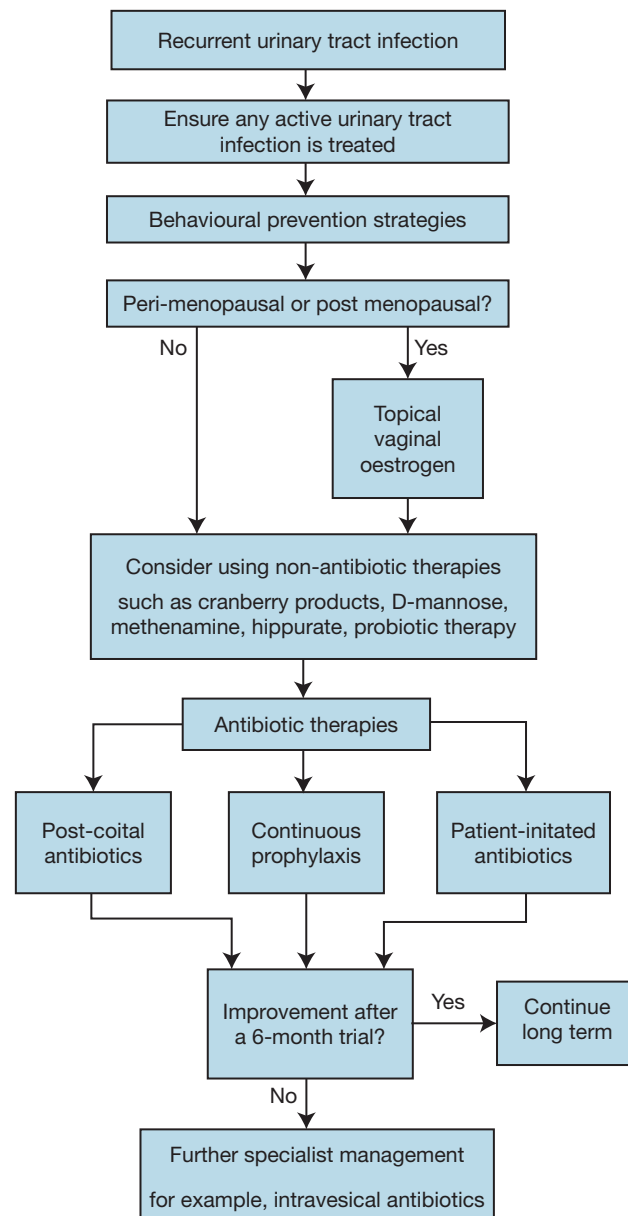 Recurrent urinary tract infection
Ensure any active urinary tract
infection is treated
Behavioural prevention strategies
Peri-menopausal or post menopausal?
No
Yes
Topical
vaginal
oestrogen
Consider using non-antibiotic therapies
such as cranberry products, D-mannose,
methenamine, hippurate, probiotic therapy
Antibiotic therapies
Post-coital
antibiotics
Continuous
prophylaxis
Patient-initated
antibiotics
Improvement after
a 6-month trial?
Yes
Continue
long term
No
Further specialist management
for example, intravesical antibiotics